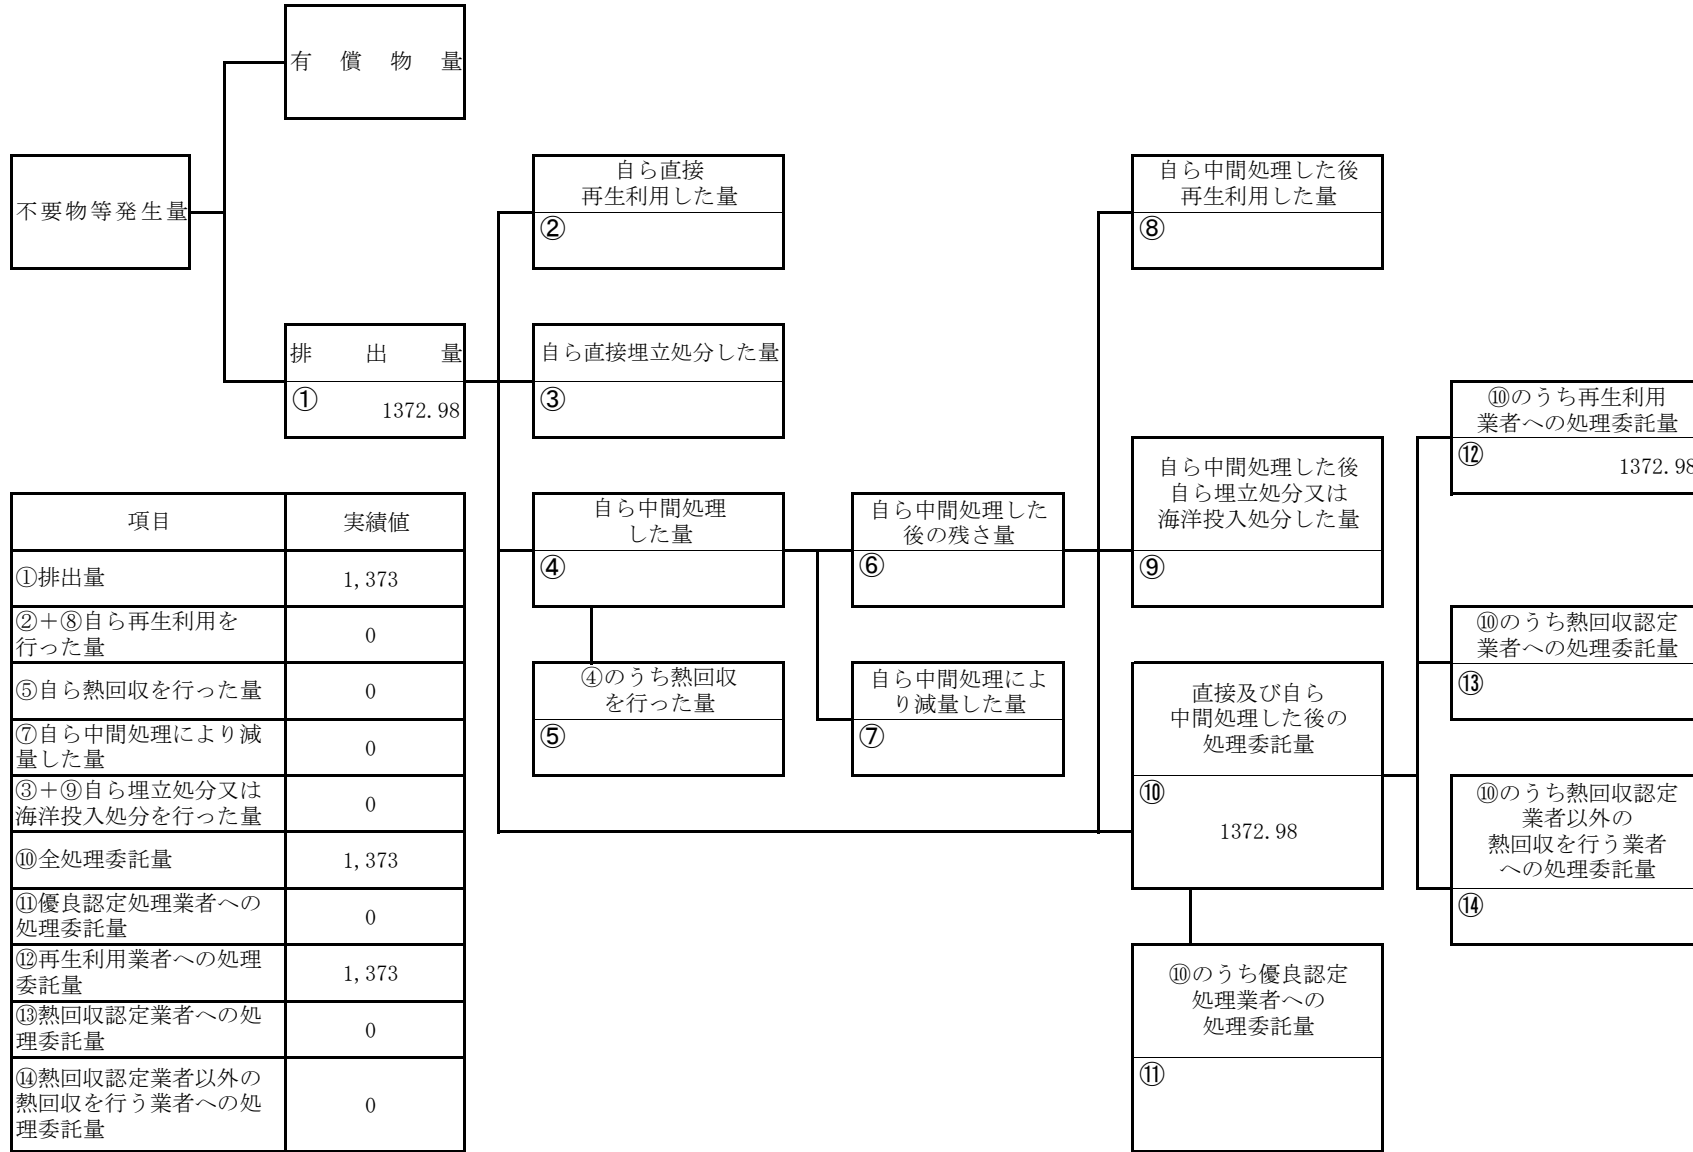 有償物量
不要物等発生量
自ら直接
再生利用した量
②
自ら中間処理した後
再生利用した量
⑧
排出量
① 1372.98
自ら直接埋立処分した量
③
⑩のうち再生利用
業者への処理委託量
⑫ 1372.98
自ら中間処理した後
自ら埋立処分又は
海洋投入処分した量
⑨
自ら中間処理
した量
④
自ら中間処理した
後の残さ量
⑥
⑩のうち熱回収認定
業者への処理委託量
⑬
④のうち熱回収
を行った量
⑤
自ら中間処理によ
り減量した量
⑦
直接及び自ら
中間処理した後の
処理委託量
⑩
1372.98
⑩のうち熱回収認定
業者以外の
熱回収を行う業者
への処理委託量
⑭
⑩のうち優良認定
処理業者への
処理委託量
⑪
項目 実績値
①排出量 1,373
②＋⑧自ら再生利用を
行った量 0
⑤自ら熱回収を行った量 0
⑦自ら中間処理により減
量した量 0
③＋⑨自ら埋立処分又は
海洋投入処分を行った量 0
⑩全処理委託量 1,373
⑪優良認定処理業者への
処理委託量 0
⑫再生利用業者への処理
委託量 1,373
⑬熱回収認定業者への処
理委託量 0
⑭熱回収認定業者以外の
熱回収を行う業者への処
理委託量 0